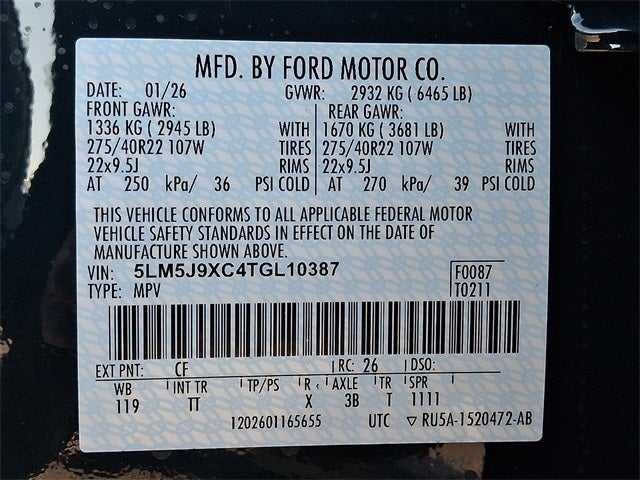 MFD. BY FORD MOTOR CO.
DATE: 01/26 GVWR: 2932 KG ( 6465 LB)
FRONT GAWR: REAR GAWR:
1336 KG ( 2945 LB) WITH 1670 KG ( 3681 LB) WITH
275/40R22 107W TIRES 275/40R22 107W TIRES
22x9.5J RIMS 22x9.5J RIMS
AT 250 kPa/ 36 PSI COLD AT 270 kPa/ 39 PSI COLD
THIS VEHICLE CONFORMS TO ALL APPLICABLE FEDERAL MOTOR
VEHICLE SAFETY STANDARDS IN EFFECT ON THE DATE OF
MANUFACTURE SHOWN ABOVE.
VIN: 5LM5J9XC4TGL10387 F0087
TYPE: MPV T0211
EXT PNT: CF RC: 26 DSO:
WB INT TR TP/PS R AXLE TR SPR
119 TT X 3B T 1111
1202601165655 UTC ▽ RU5A-1520472-AB